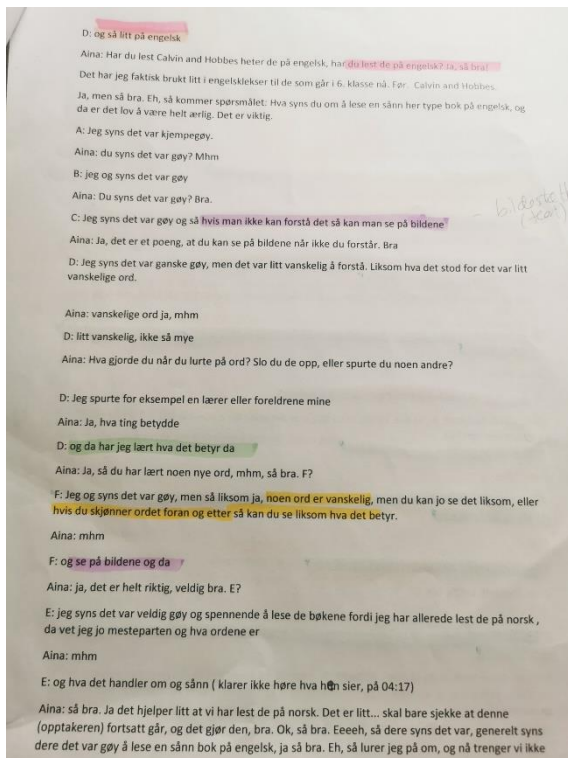 D: og så litt på engelsk
Aina: Har du lest Calvin and Hobbes heter de på engelsk, har du lest de på engelsk? Ja, så bra!
Det har jeg faktisk brukt litt i engelsklekser til de som går i 6. klasse nå. Før. Calvin and Hobbes.
Ja, men så bra. Eh, så kommer spørsmålet: Hva syns du om å lese en sånn her type bok på engelsk, og
da er det lov å være helt ærlig. Det er viktig.
A: Jeg syns det var kjempegøy.
Aina: du syns det var gøy? Mhm
B: jeg og syns det var gøy
Aina: Du syns det var gøy? Bra.
C: Jeg syns det var gøy og så hvis man ikke kan forstå det så kan man se på bildene
Aina: Ja, det er et poeng, at du kan se på bildene når ikke du forstår. Bra
D: Jeg syns det var ganske gøy, men det var litt vanskelig å forstå. Liksom hva det stod for det var litt
vanskelige ord.
Aina: vanskelige ord ja, mhm
D: litt vanskelig, ikke så mye
Aina: Hva gjorde du når du lurte på ord? Slo du de opp, eller spurte du noen andre?
D: Jeg spurte for eksempel en lærer eller foreldrene mine
Aina: Ja, hva ting betydde
D: og da har jeg lært hva det betyr da
Aina: Ja, så du har lært noen nye ord, mhm, så bra. F?
F: Jeg og syns det var gøy, men så liksom ja, noen ord er vanskelig, men du kan jo se det liksom, eller
hvis du skjønner ordet foran og etter så kan du se liksom hva det betyr.
Aina: mhm
F: og se på bildene og da
Aina: ja, det er helt riktig, veldig bra. E?
E: jeg syns det var veldig gøy og spennende å lese de bøkene fordi jeg har allerede lest de på norsk ,
da vet jeg jo mesteparten og hva ordene er
Aina: mhm
E: og hva det handler om og sånn ( klarer ikke høre hva hen sier, på 04:17)
Aina: så bra. Ja det hjelper litt at vi har lest de på norsk. Det er litt... skal bare sjekke at denne
(opptakeren) fortsatt går, og det gjør den, bra. Ok, så bra. Eeeeh, så dere syns det var, generelt syns
dere det var gøy å lese en sånn bok på engelsk, ja så bra. Eh, så lurer jeg på om, og nå trenger vi ikke